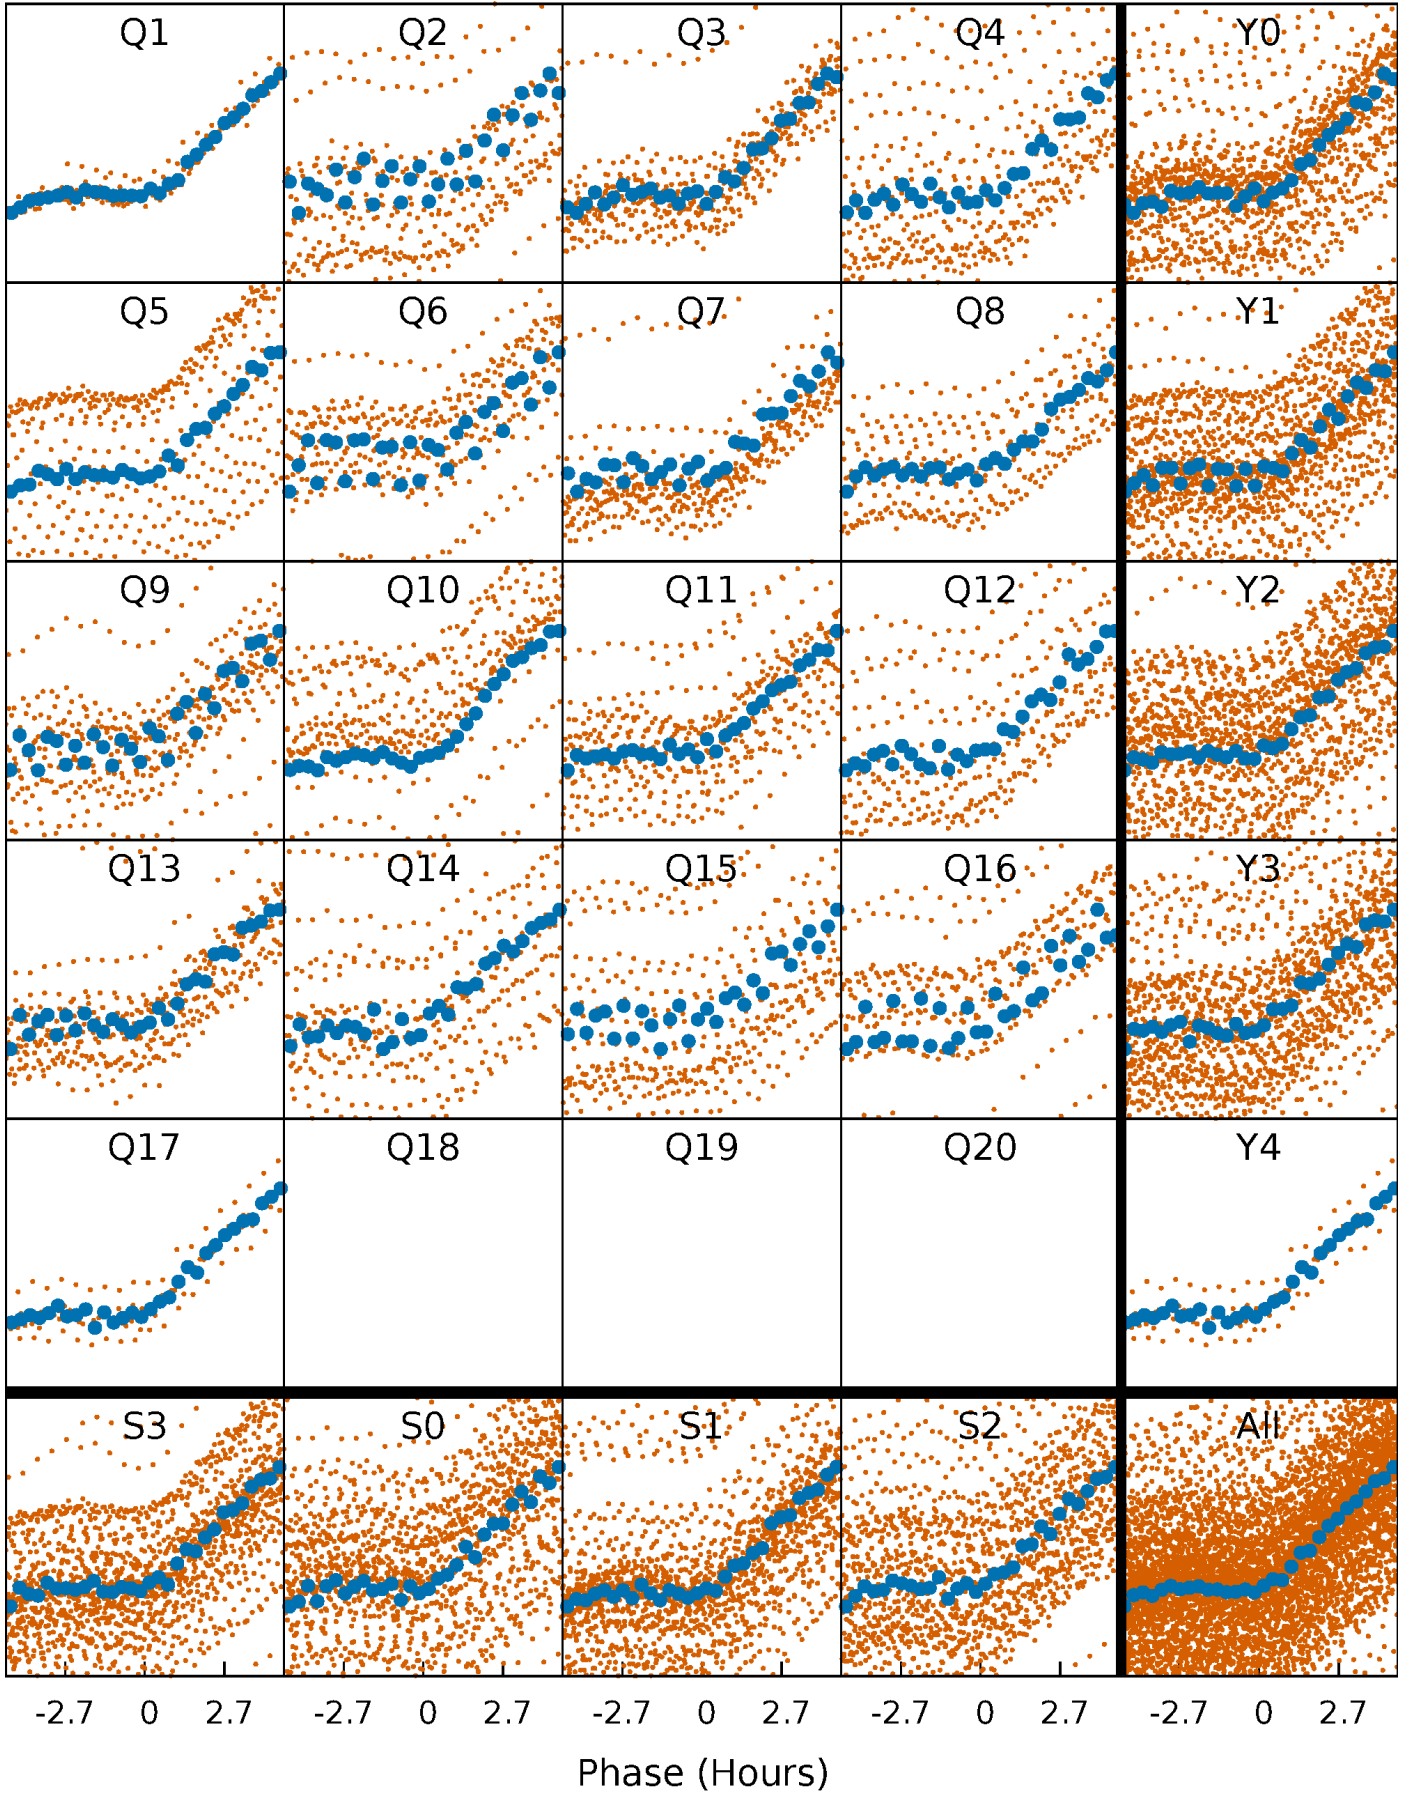 Q1 Q2 Q3 Q4 Y0
Q5 Q6 Q7 Q8 Y1
Q9 Q10 Q11 Q12 Y2
Q13 Q14 Q15 Q16 Y3
Q17 Q18 Q19 Q20 Y4
S3 S0 S1 S2 All
-2.7 0 2.7 -2.7 0 2.7 -2.7 0 2.7 -2.7 0 2.7 -2.7 0 2.7
Phase (Hours)